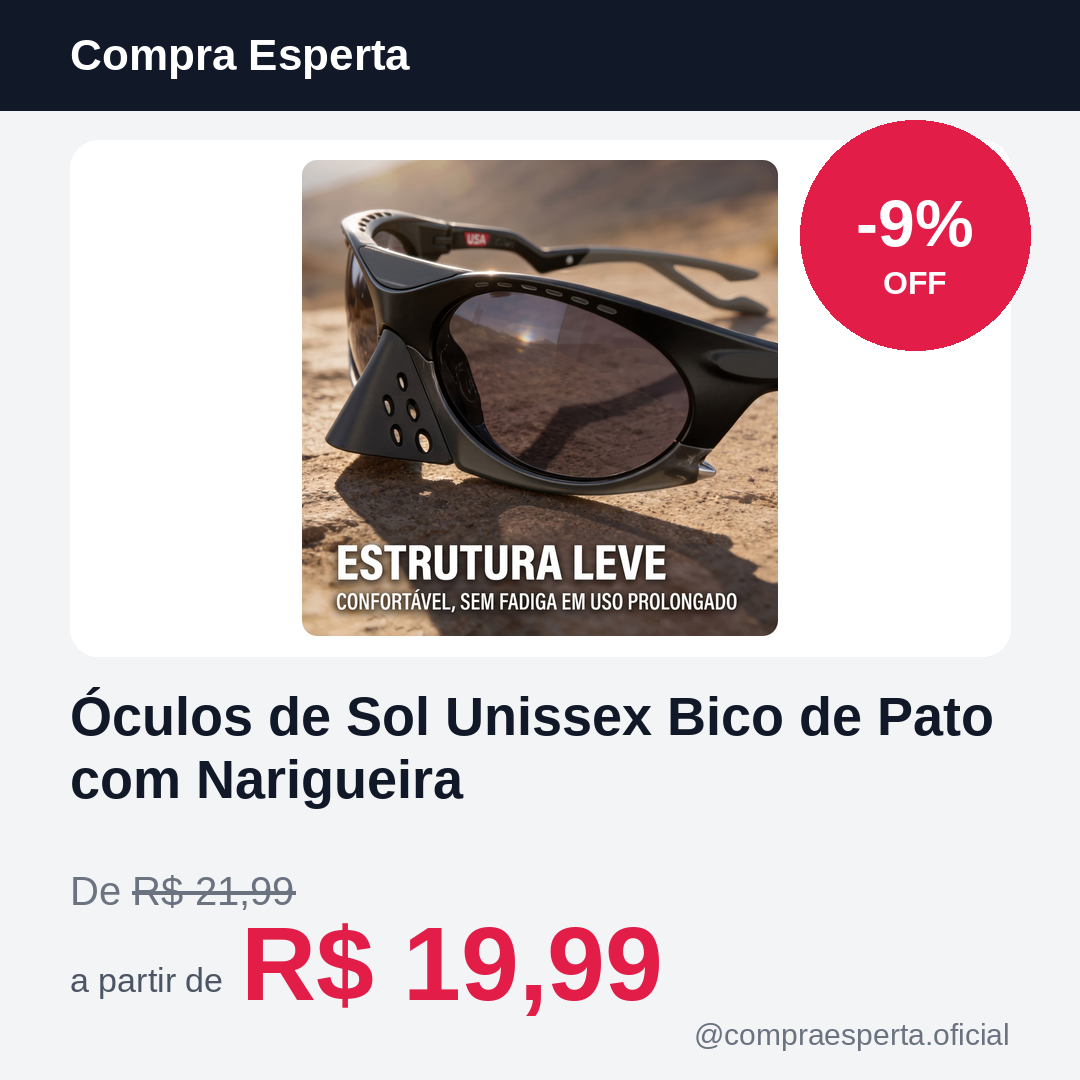 Compra Esperta
-9%
OFF
USA
ESTRUTURA LEVE
CONFORTÁVEL, SEM FADIGA EM USO PROLONGADO
Óculos de Sol Unissex Bico de Pato
com Narigueira
De R$ 21,99
a partir de R$ 19,99
@compraesperta.oficial